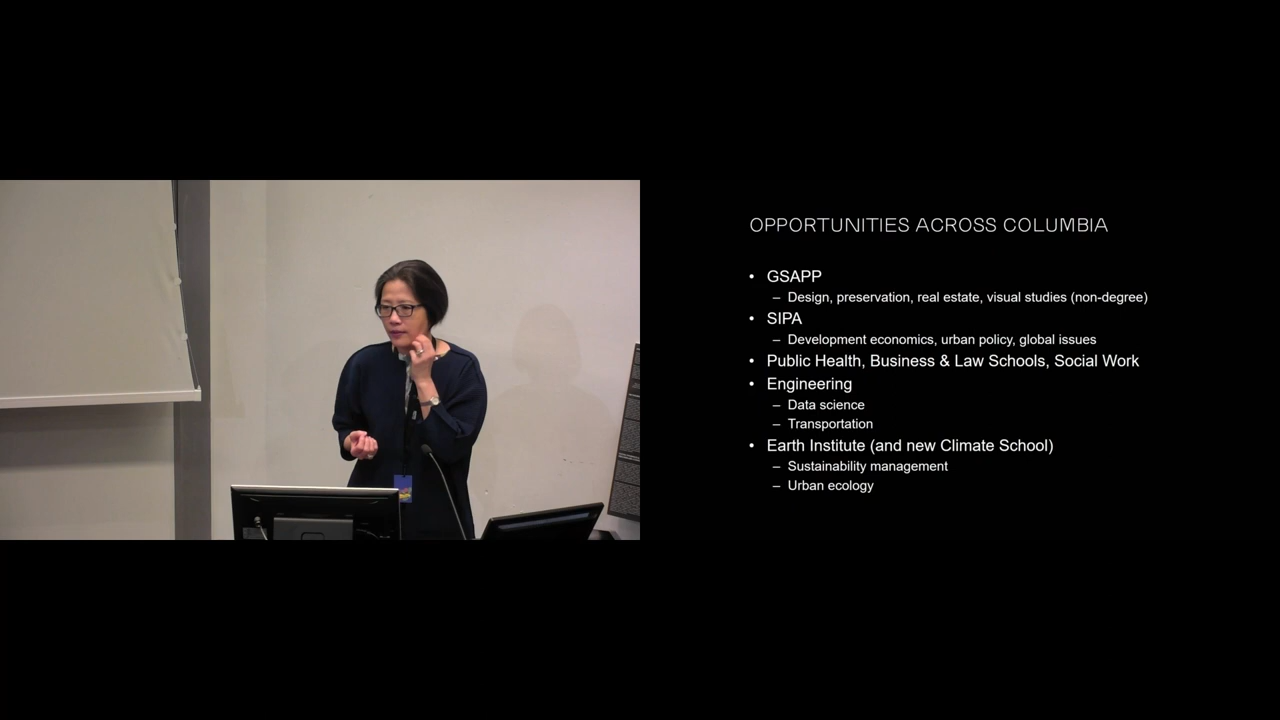 OPPORTUNITIES ACROSS COLUMBIA
• GSAPP
– Design, preservation, real estate, visual studies (non-degree)
• SIPA
– Development economics, urban policy, global issues
• Public Health, Business & Law Schools, Social Work
• Engineering
– Data science
– Transportation
• Earth Institute (and new Climate School)
– Sustainability management
– Urban ecology